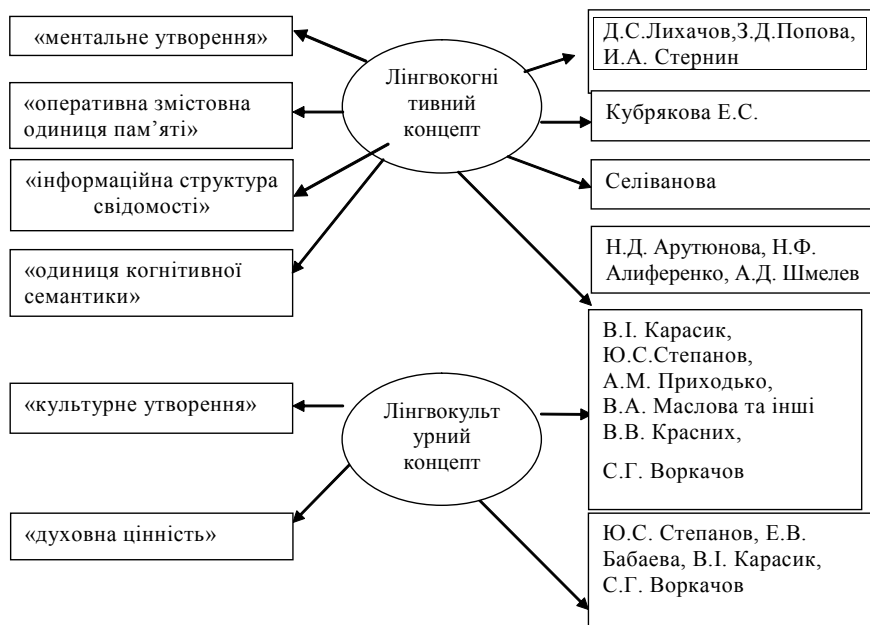 «ментальне утворення»
«оперативна змістовна
одиниця пам’яті»
«інформаційна структура
свідомості»
«одиниця когнітивної
семантики»
«культурне утворення»
«духовна цінність»
Лінгвокогні
тивний
концепт
Лінгвокульт
урний
концепт
Д.С.Лихачов,З.Д.Попова,
И.А. Стернин
Кубрякова Е.С.
Селіванова
Н.Д. Арутюнова, Н.Ф.
Алиференко, А.Д. Шмелев
В.І. Карасик,
Ю.С.Степанов,
А.М. Приходько,
В.А. Маслова та інші
В.В. Красних,
С.Г. Воркачов
Ю.С. Степанов, Е.В.
Бабаева, В.І. Карасик,
С.Г. Воркачов